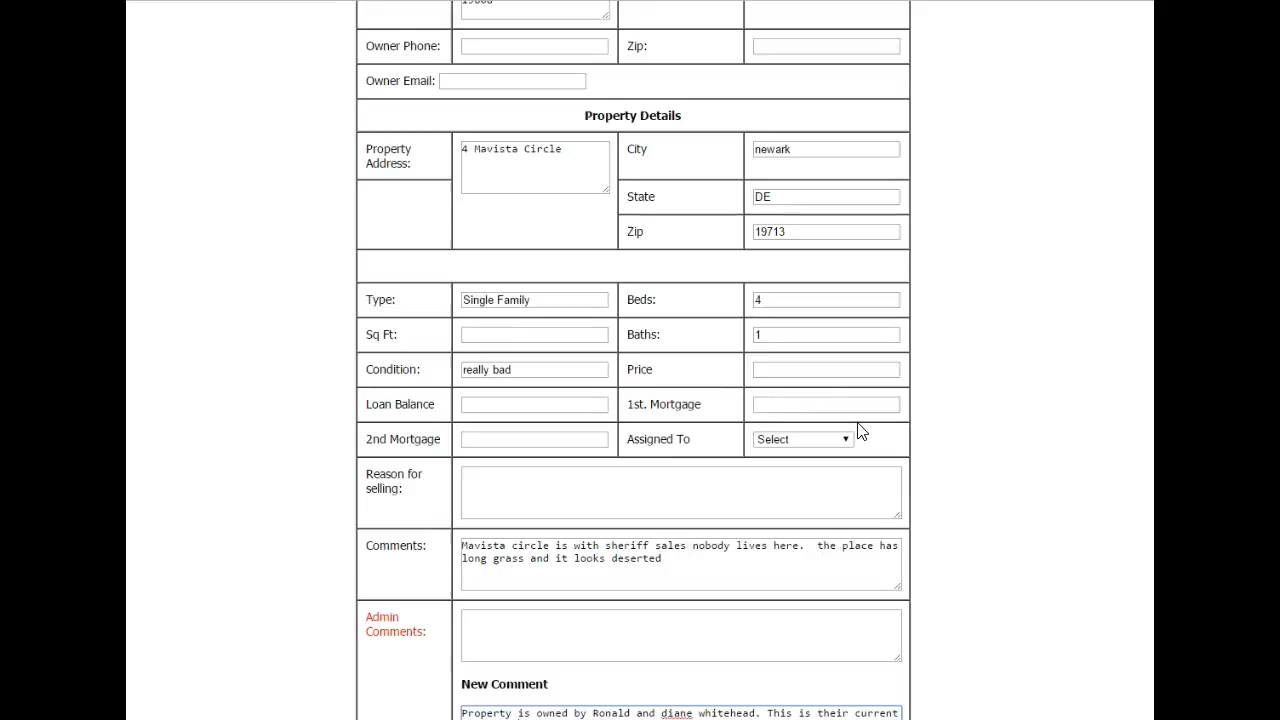 Owner Phone: Zip:
Owner Email:
Property Details
Property Address: 4 Mavista Circle City newark
State DE
Zip 19713
Type: Single Family Beds: 4
Sq Ft: Baths: 1
Condition: really bad Price
Loan Balance 1st. Mortgage
2nd Mortgage Assigned To Select
Reason for selling:
Comments: Mavista circle is with sheriff sales nobody lives here.  the place has
long grass and it looks deserted
Admin Comments:
New Comment
Property is owned by Ronald and diane whitehead. This is their current